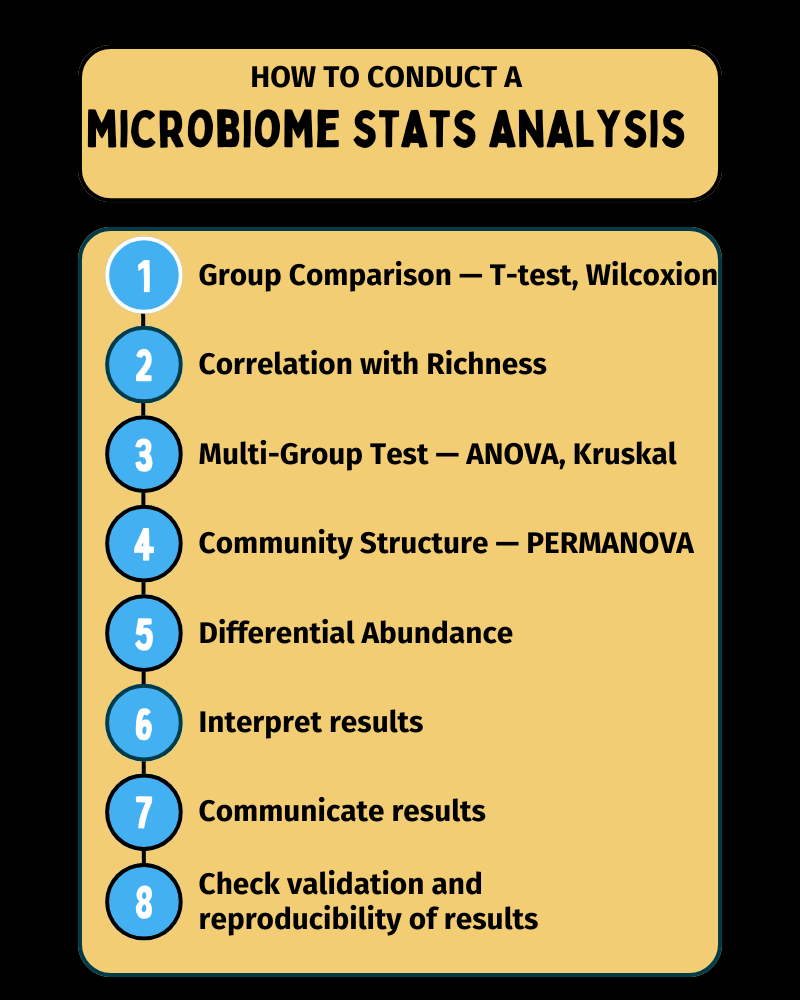 HOW TO CONDUCT A
MICROBIOME STATS ANALYSIS
1 Group Comparison — T-test, Wilcoxion
2 Correlation with Richness
3 Multi-Group Test — ANOVA, Kruskal
4 Community Structure — PERMANOVA
5 Differential Abundance
6 Interpret results
7 Communicate results
8 Check validation and
reproducibility of results